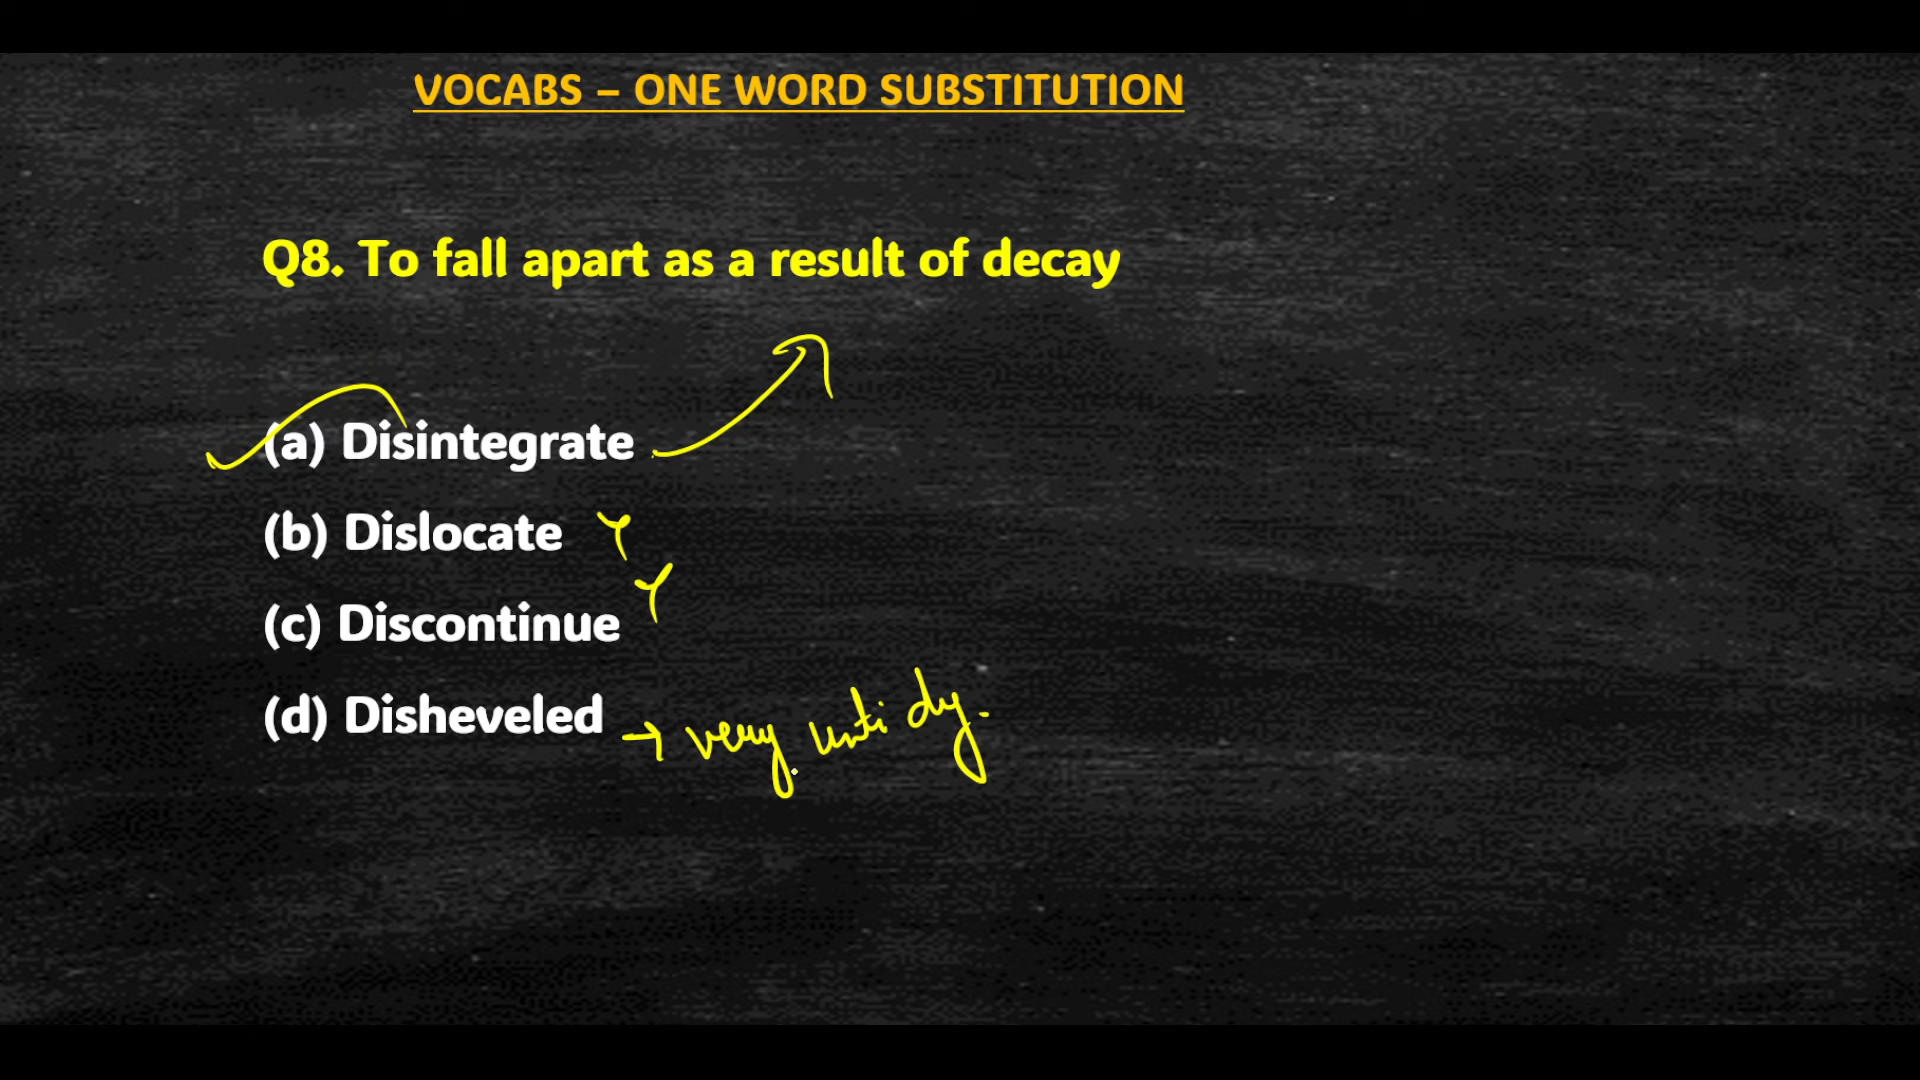 VOCABS – ONE WORD SUBSTITUTION
Q8. To fall apart as a result of decay
(a) Disintegrate
(b) Dislocate
(c) Discontinue
(d) Disheveled → very untidy.